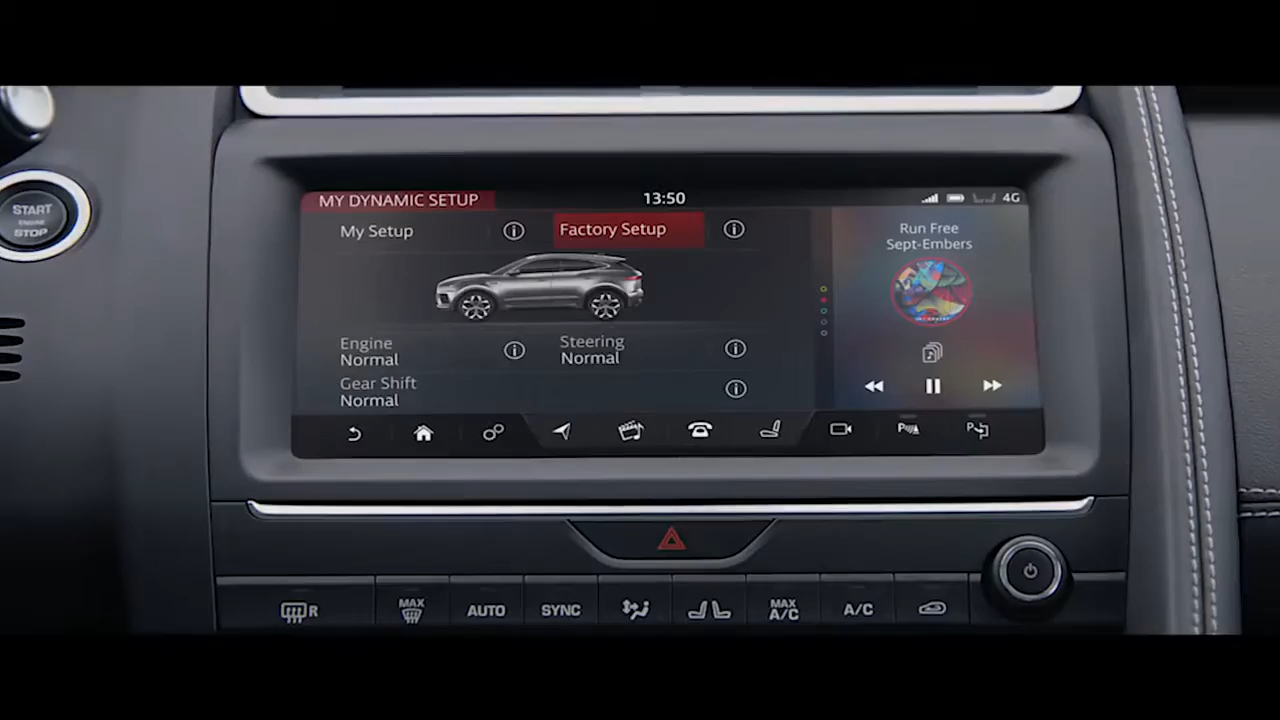 MY DYNAMIC SETUP
13:50
4G
My Setup
Factory Setup
Run Free
Sept-Embers
START
ENGINE
STOP
Engine
Normal
Steering
Normal
Gear Shift
Normal
R
MAX
AUTO
SYNC
MAX
A/C
A/C